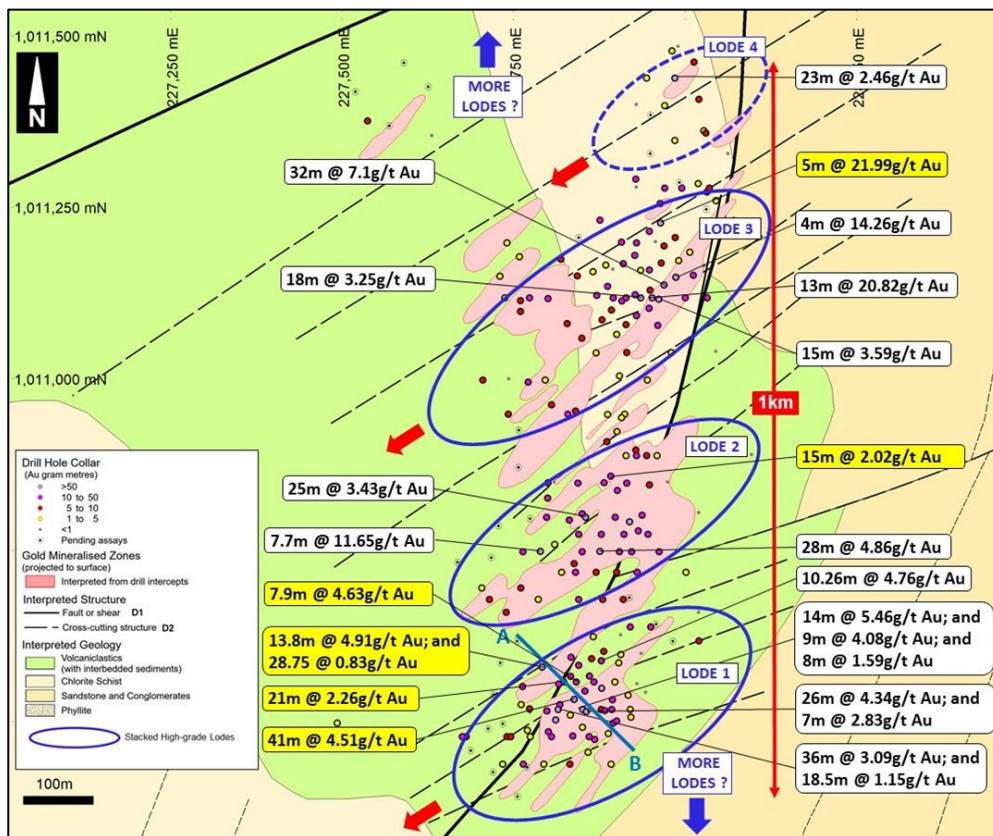 1,011,500 mN
227,250 mE
227,500 mE
750 mE
N
MORE
LODES ?
LODE 4
23m @ 2.46g/t Au
32m @ 7.1g/t Au
5m @ 21.99g/t Au
1,011,250 mN
LODE 3
4m @ 14.26g/t Au
18m @ 3.25g/t Au
13m @ 20.82g/t Au
15m @ 3.59g/t Au
1,011,000 mN
1km
LODE 2
15m @ 2.02g/t Au
25m @ 3.43g/t Au
7.7m @ 11.65g/t Au
28m @ 4.86g/t Au
10.26m @ 4.76g/t Au
7.9m @ 4.63g/t Au
A
13.8m @ 4.91g/t Au; and
28.75 @ 0.83g/t Au
14m @ 5.46g/t Au; and
9m @ 4.08g/t Au; and
8m @ 1.59g/t Au
LODE 1
21m @ 2.26g/t Au
26m @ 4.34g/t Au; and
7m @ 2.83g/t Au
41m @ 4.51g/t Au
B
36m @ 3.09g/t Au; and
18.5m @ 1.15g/t Au
MORE
LODES ?
Drill Hole Collar
(Au gram metres)
>50
10 to 50
5 to 10
1 to 5
<1
Pending assays
Gold Mineralised Zones
(projected to surface)
Interpreted from drill intercepts
Interpreted Structure
Fault or shear D1
Cross-cutting structure D2
Interpreted Geology
Volcaniclastics
(with interbedded sediments)
Chlorite Schist
Sandstone and Conglomerates
Phyllite
Stacked High-grade Lodes
100m